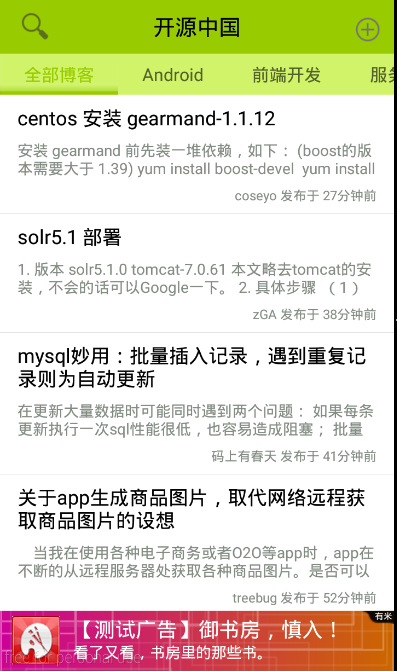 开源中国
全部博客 Android 前端开发 服务
centos 安装 gearmand-1.1.12
安装 gearmand 前先装一堆依赖，如下： (boost的版
本需要大于 1.39) yum install boost-devel yum install
coseyo 发布于 27分钟前
solr5.1 部署
1. 版本 solr5.1.0 tomcat-7.0.61 本文略去tomcat的安
装，不会的话可以Google一下。 2. 具体步骤 （1）
zGA 发布于 38分钟前
mysql妙用：批量插入记录，遇到重复记
录则为自动更新
在更新大量数据时可能同时遇到两个问题： 如果每条
更新执行一次sql性能很低，也容易造成阻塞； 批量
码上有春天 发布于 41分钟前
关于app生成商品图片，取代网络远程获
取商品图片的设想
当我在使用各种电子商务或者O2O等app时，app在
不断的从远程服务器处获取各种商品图片。是否可以
treebug 发布于 52分钟前
有米
【测试广告】御书房，慎入！
看了又看，书房里的那些书。
free for personal use